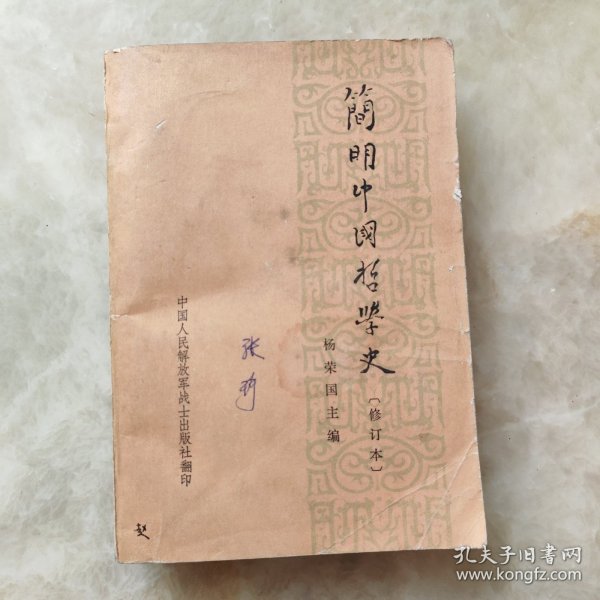 簡明中國哲學史
〔修订本〕
杨荣国主编
张
中国人民解放军战士出版社翻印
赵
孔夫子旧书网
www.kongfz.com